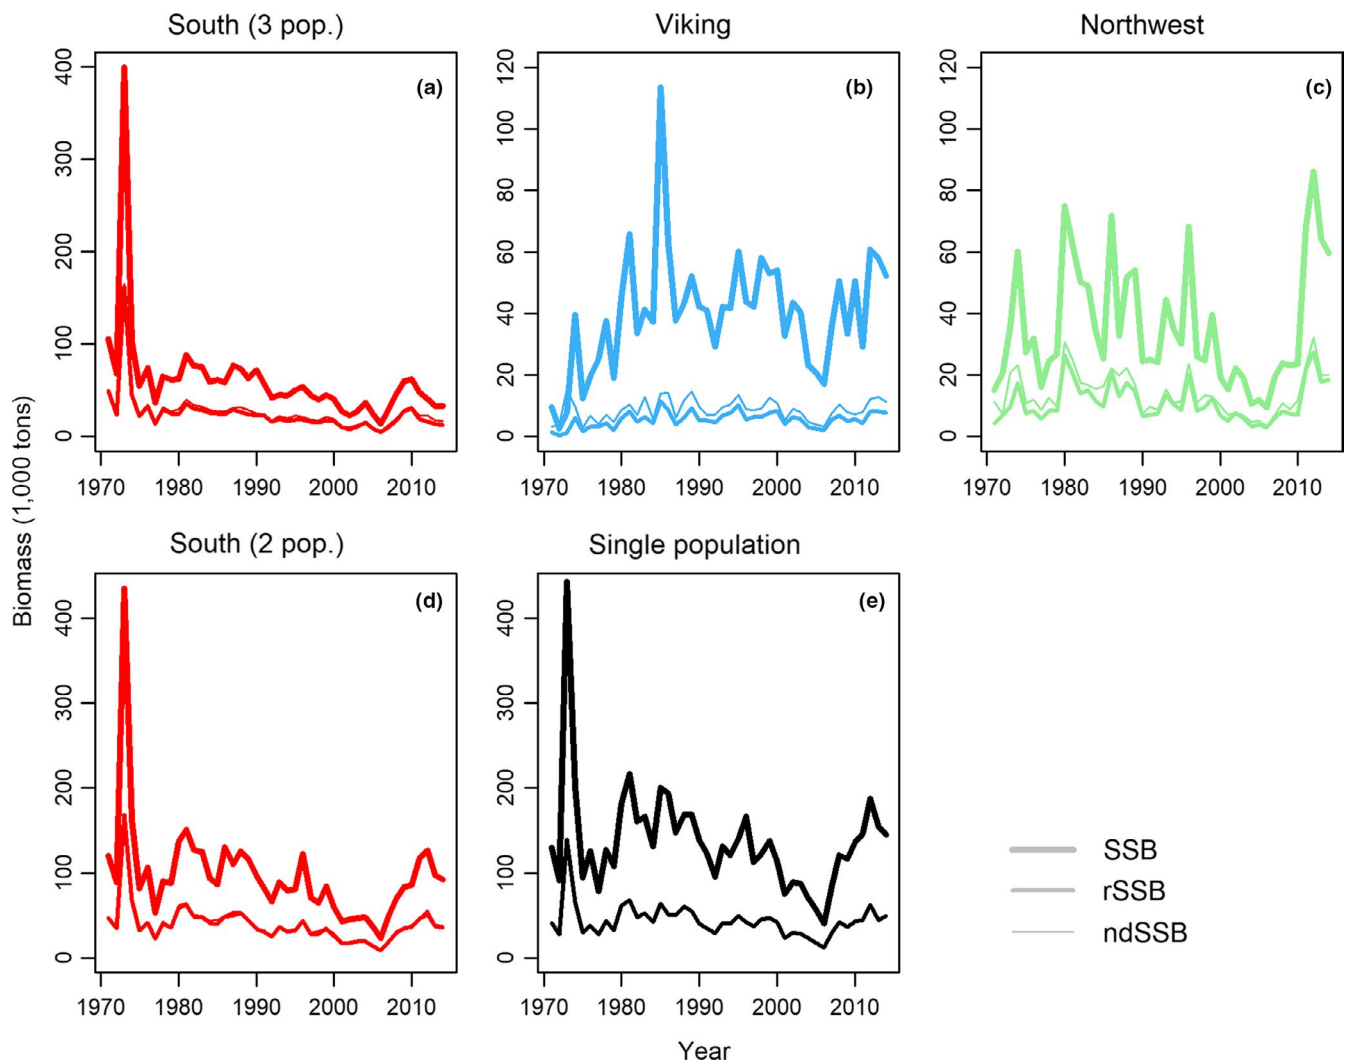 South (3 pop.)
Viking
Northwest
(a)
(b)
(c)
400
300
200
100
0
120
100
80
60
40
20
0
120
100
80
60
40
20
0
1970 1980 1990 2000 2010
1970 1980 1990 2000 2010
1970 1980 1990 2000 2010
Biomass (1,000 tons)
South (2 pop.)
Single population
(d)
(e)
400
300
200
100
0
400
300
200
100
0
1970 1980 1990 2000 2010
1970 1980 1990 2000 2010
SSB
rSSB
ndSSB
Year